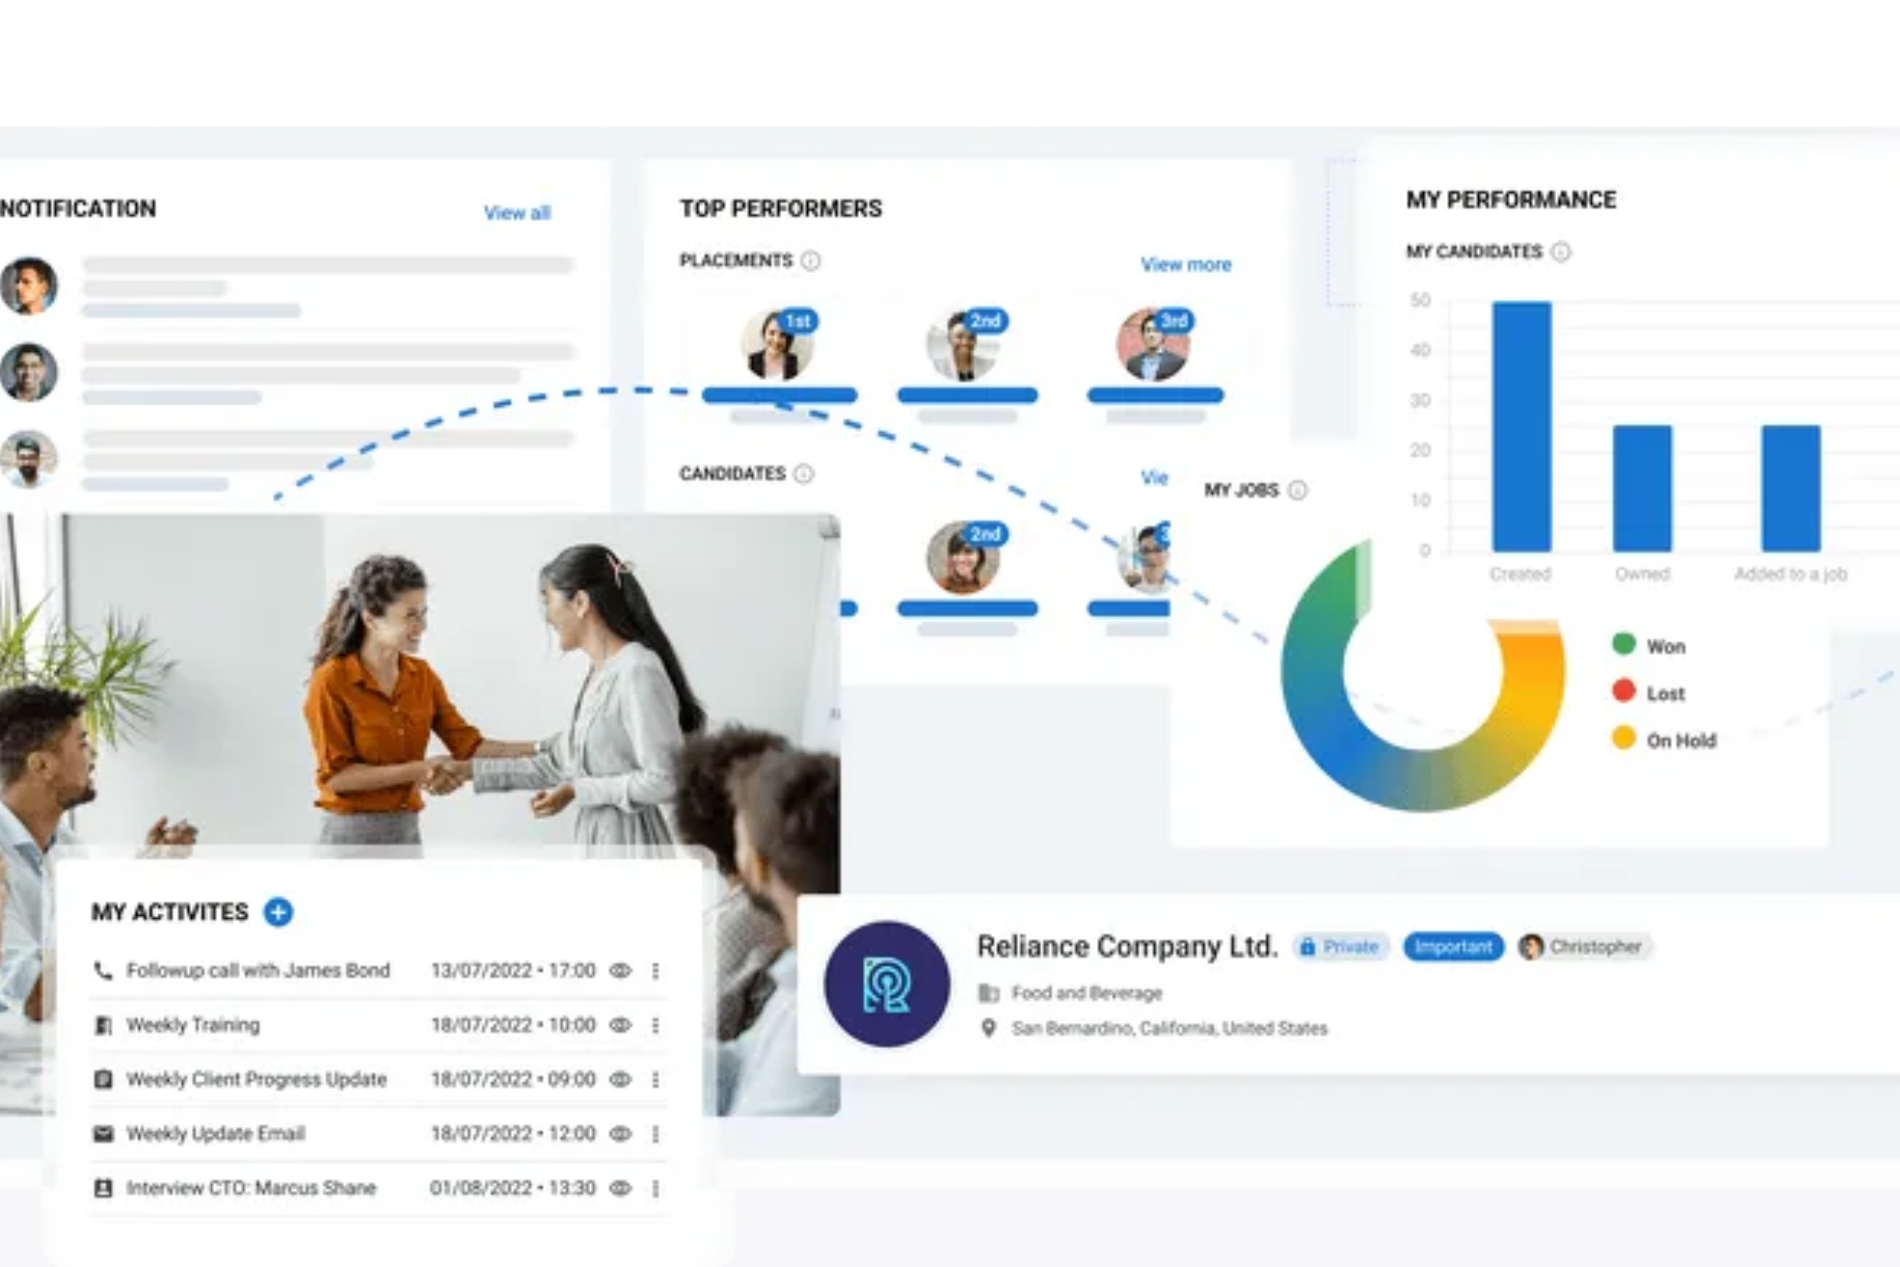 NOTIFICATION
View all
TOP PERFORMERS
PLACEMENTS
View more
1st
2nd
3rd
CANDIDATES
Vie
2nd
3
MY PERFORMANCE
MY CANDIDATES
50
40
30
20
10
0
Created Owned Added to a job
MY JOBS
Won
Lost
On Hold
MY ACTIVITES +
Followup call with James Bond 13/07/2022 • 17:00
Weekly Training 18/07/2022 • 10:00
Weekly Client Progress Update 18/07/2022 • 09:00
Weekly Update Email 18/07/2022 • 12:00
Interview CTO: Marcus Shane 01/08/2022 • 13:30
Reliance Company Ltd. Private Important Christopher
Food and Beverage
San Bernardino, California, United States